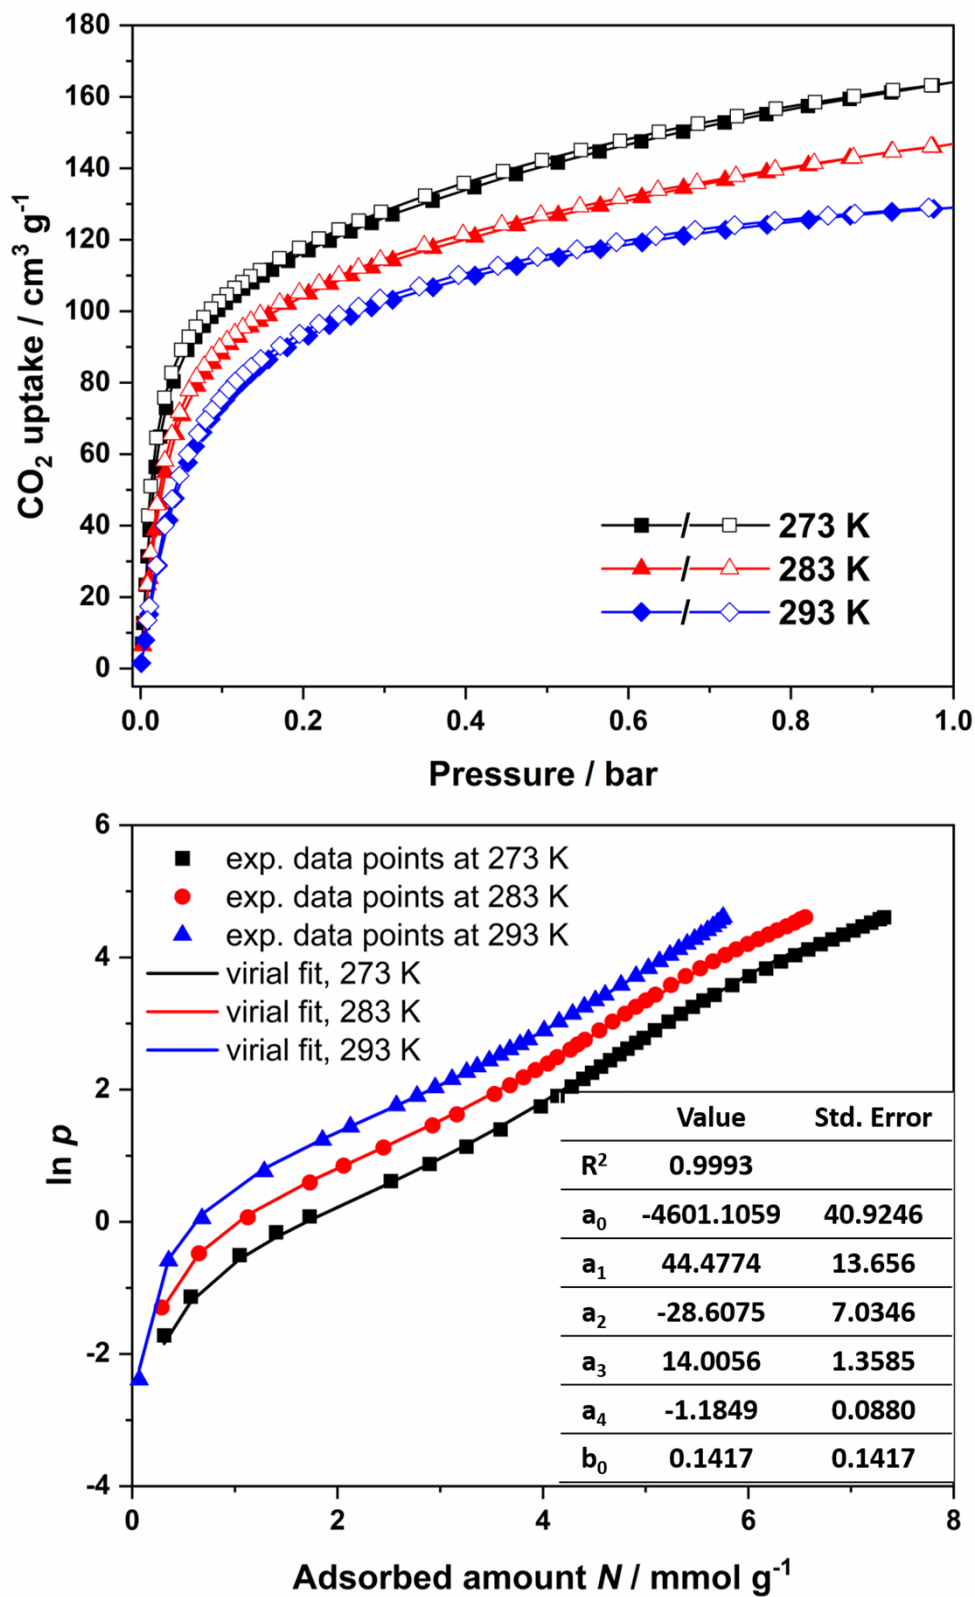 180
160
140
120
100
80
60
40
20
0
CO₂ uptake / cm³ g⁻¹
/ 273 K
/ 283 K
/ 293 K
0.0 0.2 0.4 0.6 0.8 1.0
Pressure / bar
6
4
2
0
-2
-4
ln p
exp. data points at 273 K
exp. data points at 283 K
exp. data points at 293 K
virial fit, 273 K
virial fit, 283 K
virial fit, 293 K
Value Std. Error
R² 0.9993
a₀ -4601.1059 40.9246
a₁ 44.4774 13.656
a₂ -28.6075 7.0346
a₃ 14.0056 1.3585
a₄ -1.1849 0.0880
b₀ 0.1417 0.1417
0 2 4 6 8
Adsorbed amount N / mmol g⁻¹